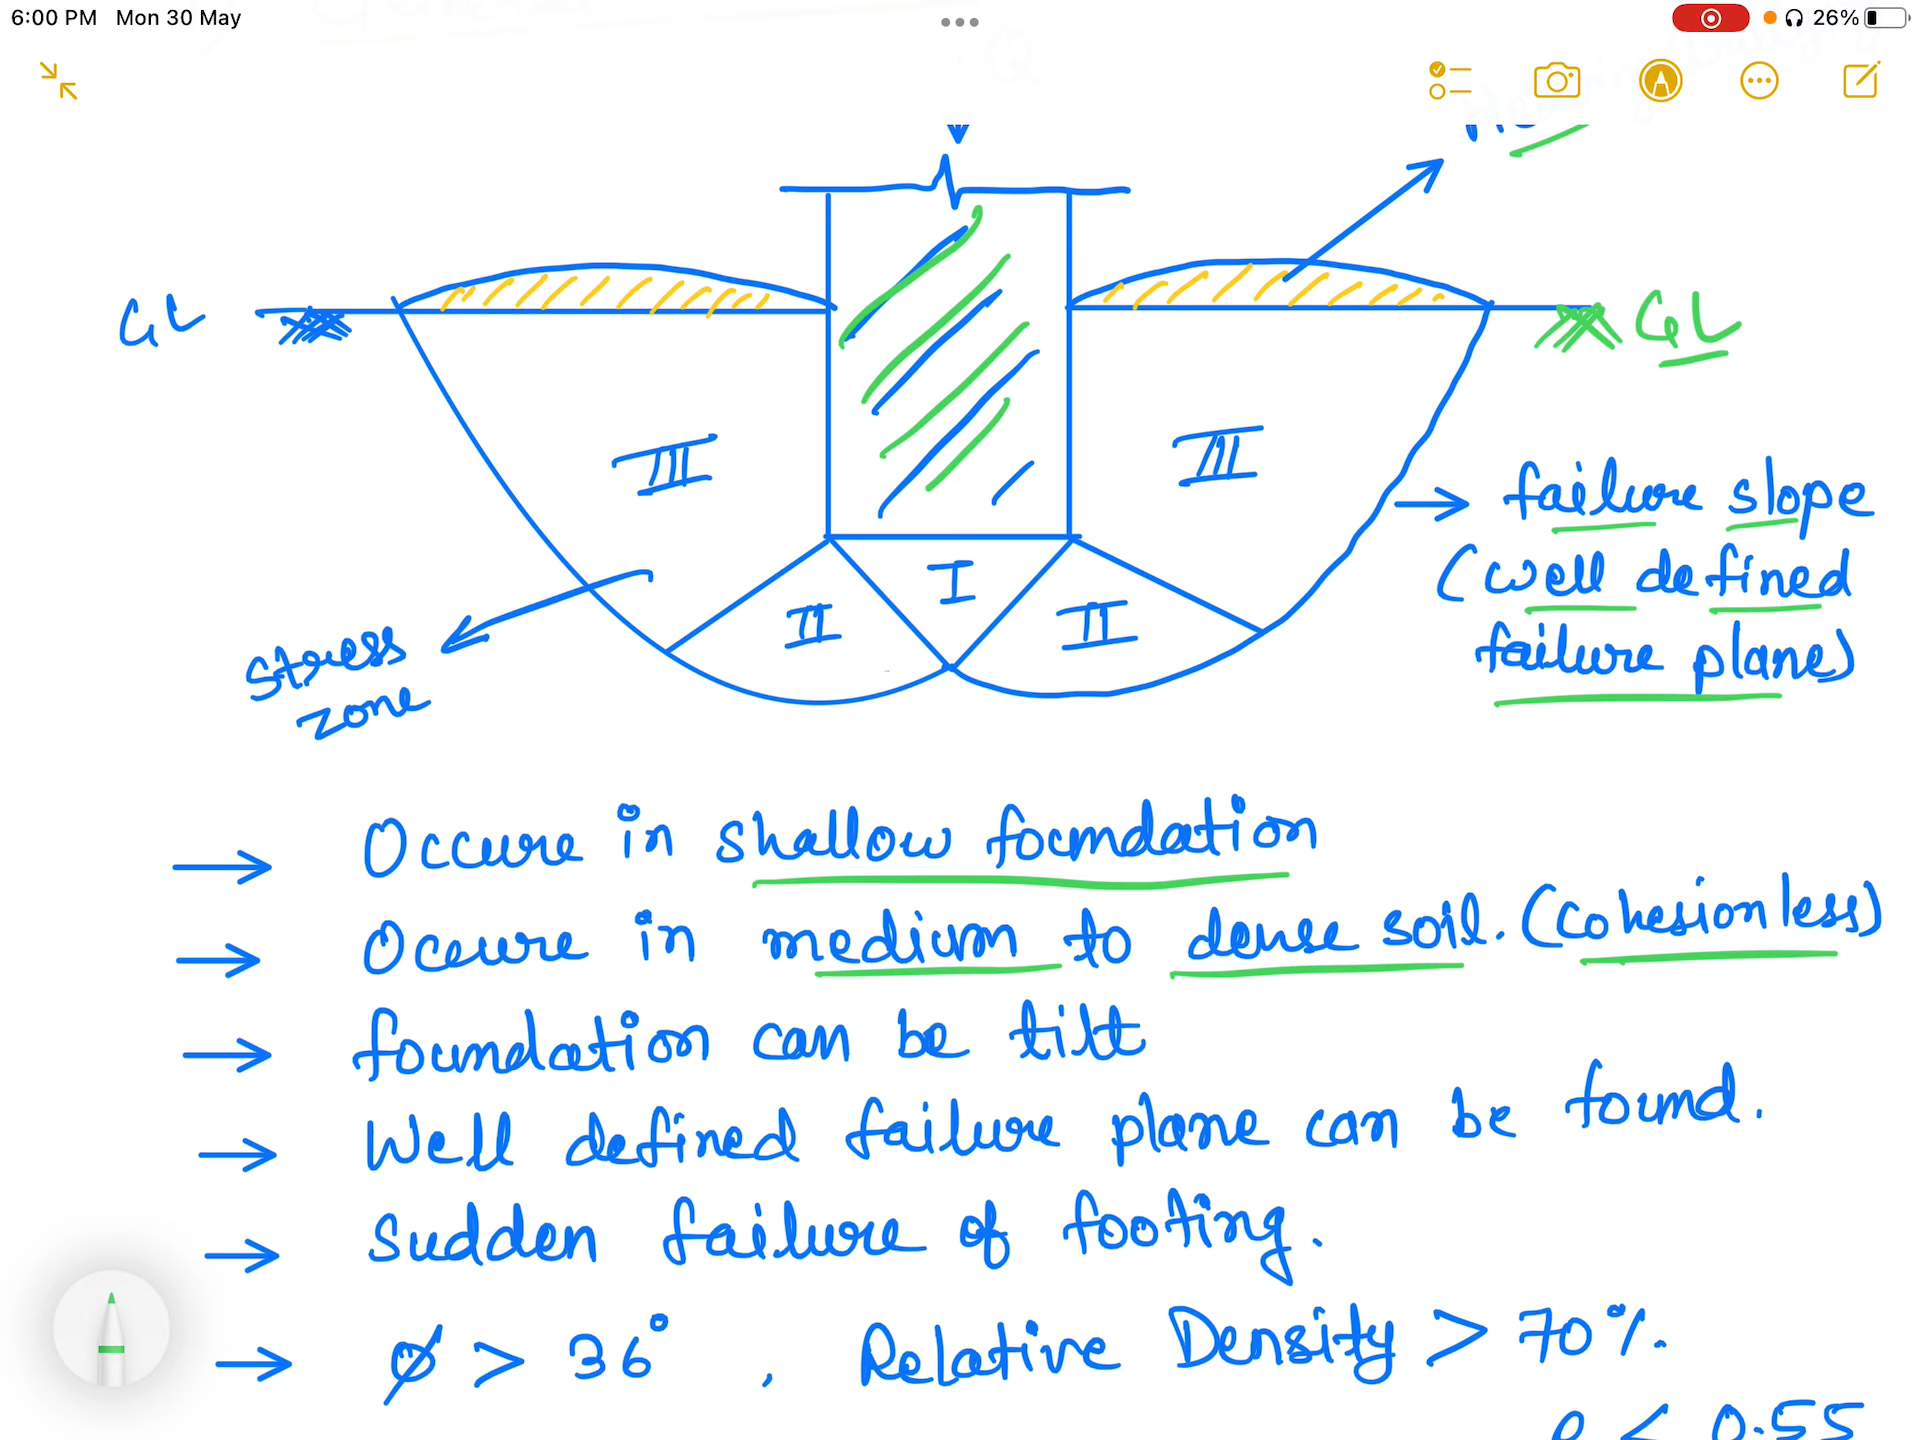 6:00 PM Mon 30 May
26%
Q
GL
GL
III
III
failure slope
(well defined
failure plane)
I
II
II
stress
zone
→ Occure in shallow foundation
→ Occure in medium to dense soil. (Cohesionless)
→ foundation can be tilt
→ Well defined failure plane can be found.
→ Sudden failure of footing.
→ ø > 36° , Relative Density > 70%.
e < 0.55